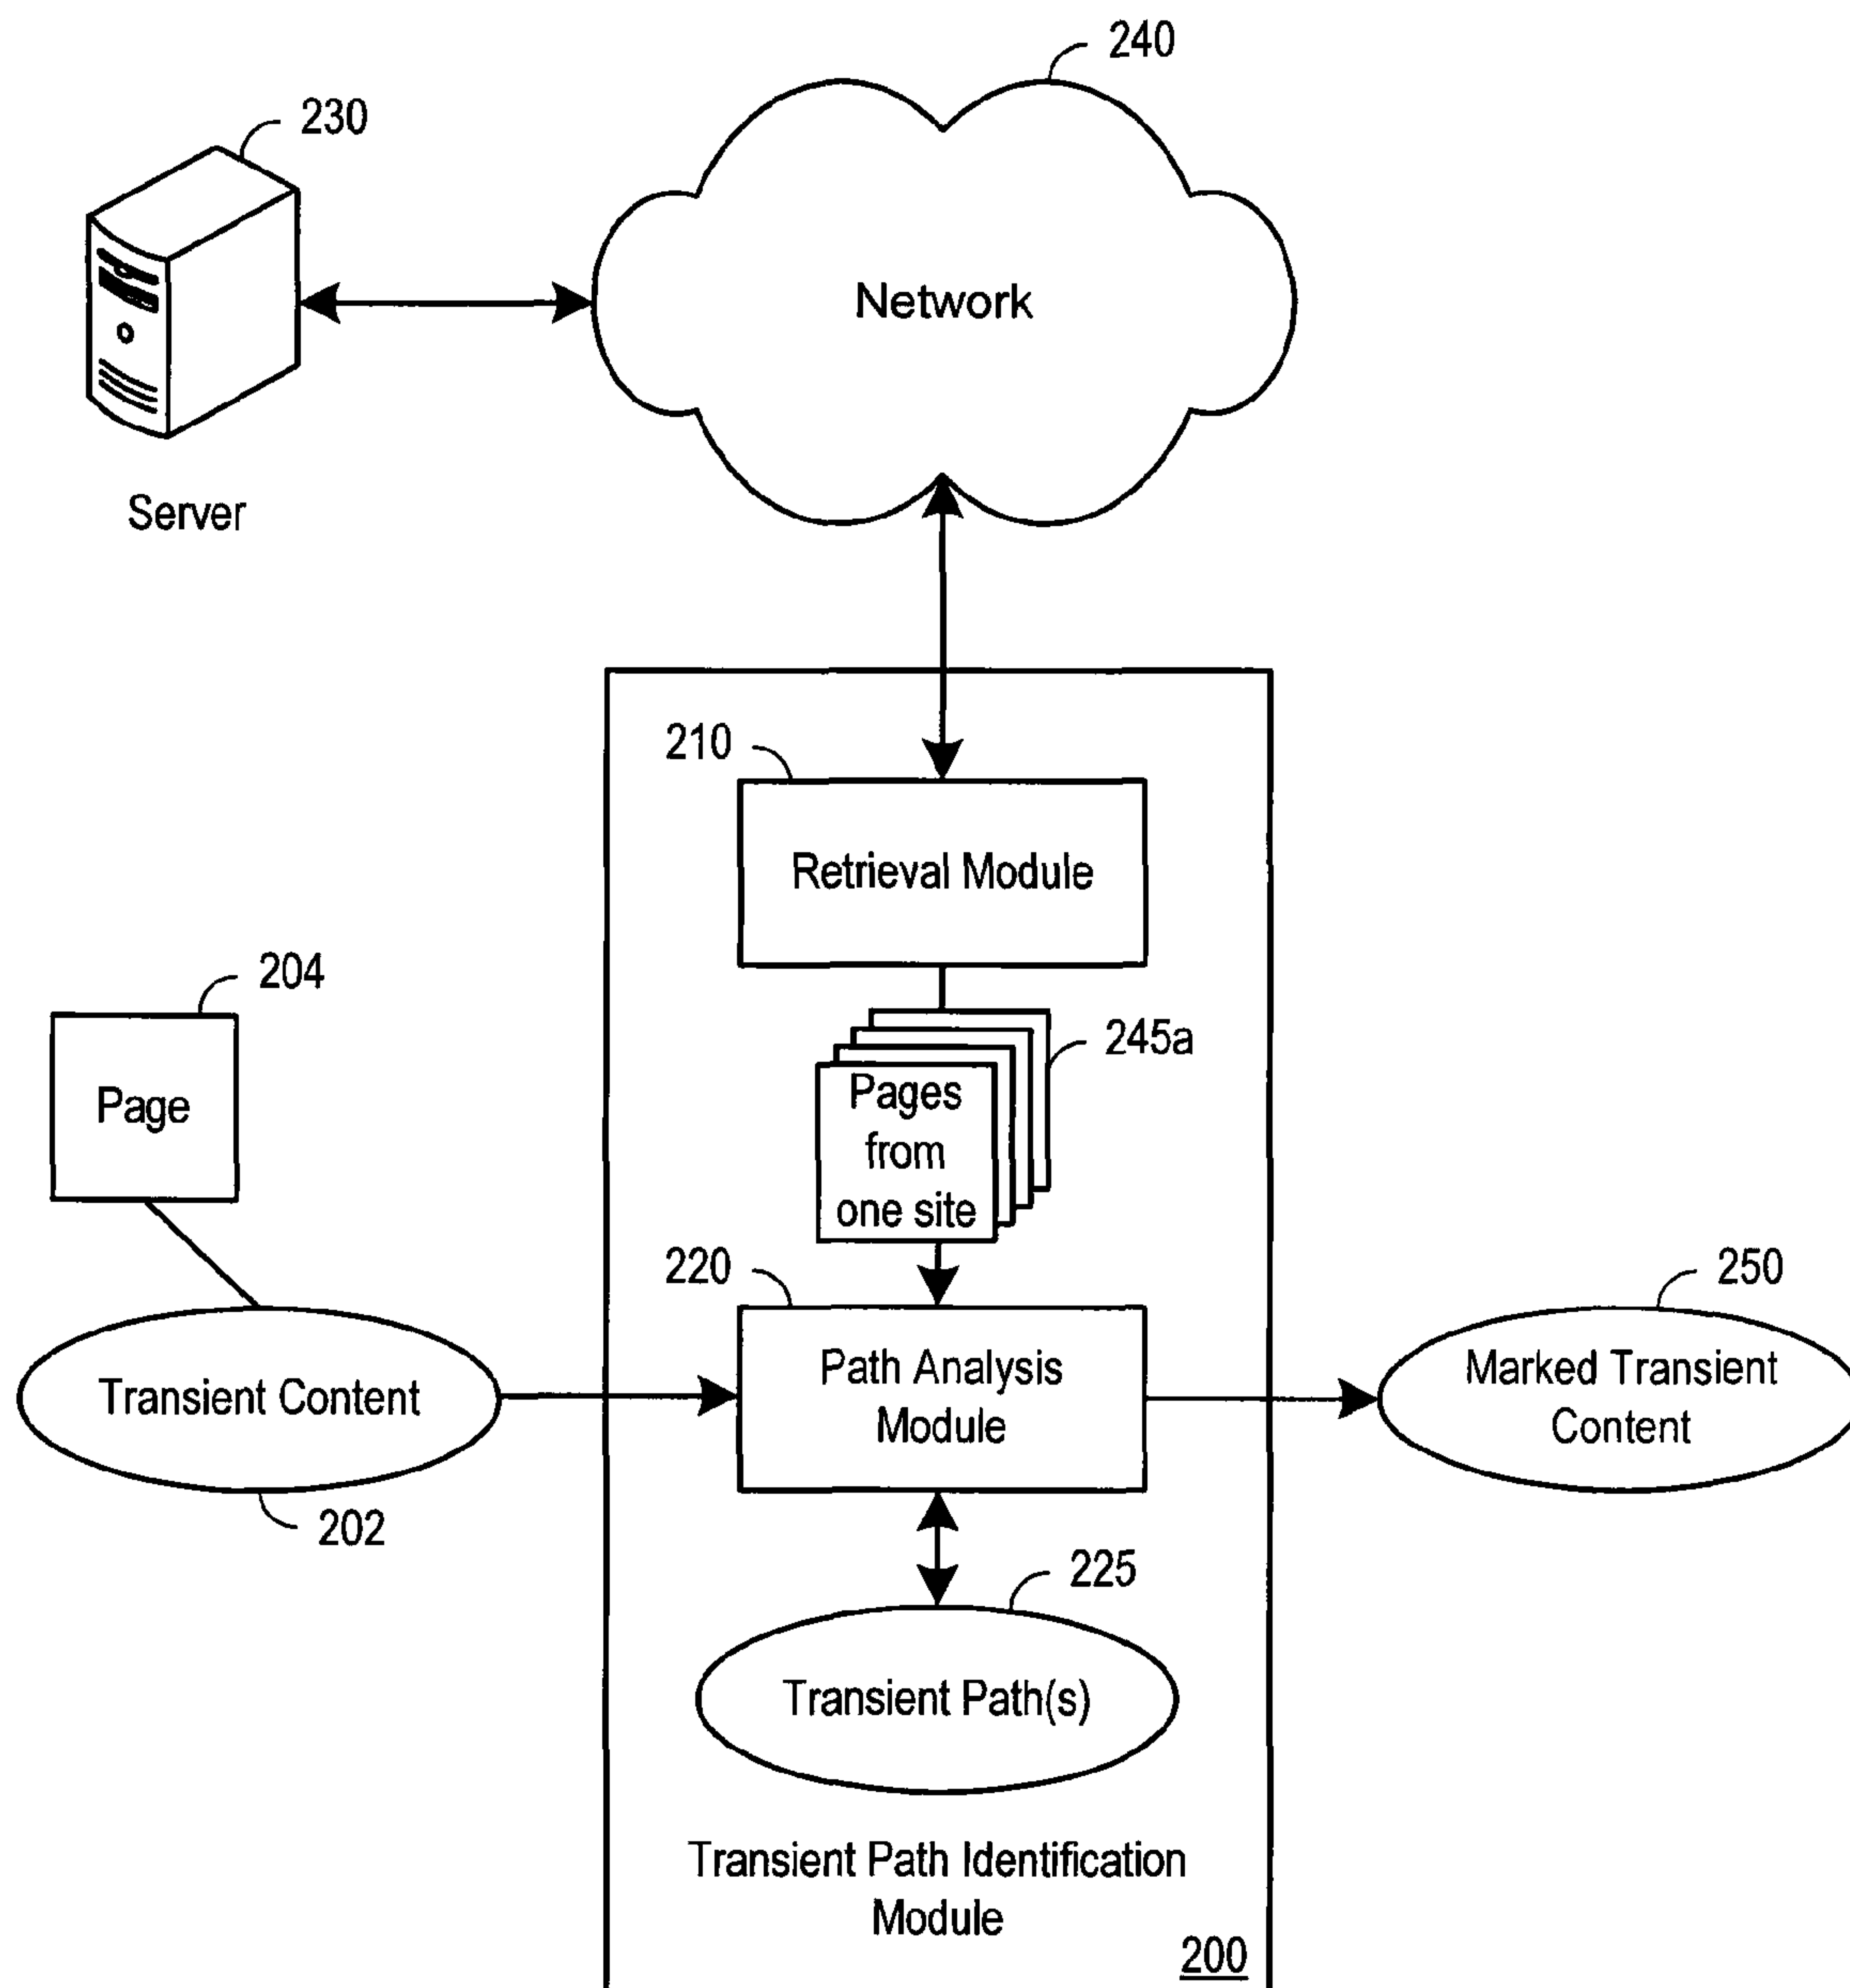 240
230
Network
Server
210
Retrieval Module
204
Page
245a
Pages
from
one site
220
250
Transient Content
Path Analysis
Module
Marked Transient
Content
202
225
Transient Path(s)
Transient Path Identification
Module
200